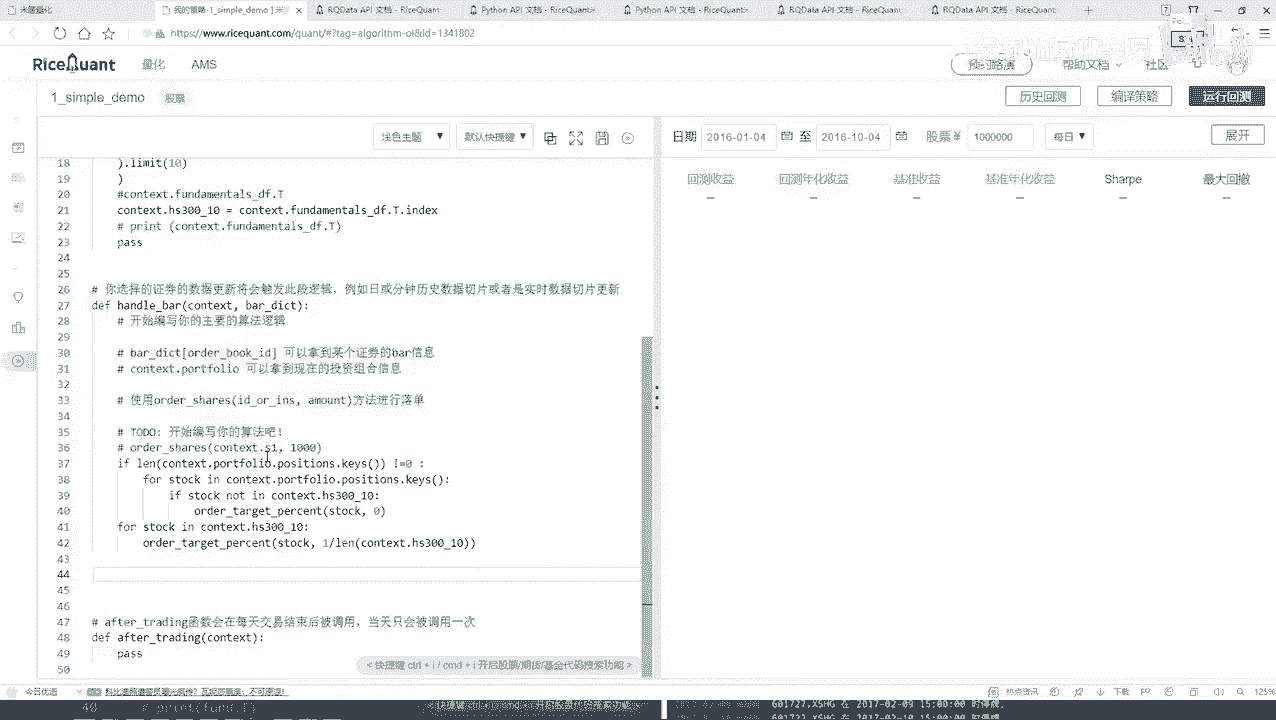 米筐量化
我的策略-1_simple_demo | 米
RQData API 文档 - RiceQuant
Python API 文档 - RiceQuant
Python API 文档 - RiceQuant
RQData API 文档 - RiceQuant
RQData API 文档 - RiceQuant
https://www.ricequant.com/quant/#?tag=algorithm-oi&id=1341802
RiceQuant 量化 AMS 预约路演 帮助文档 社区
1_simple_demo 股票 历史回测 编译策略 运行回测
浅色主题 默认快捷键 日期 2016-01-04 至 2016-10-04 股票¥ 1000000 每日 展开
回测收益 回测年化收益 基准收益 基准年化收益 Sharpe 最大回撤
— — — — — —
18 ).limit(10)
19 )
20 #context.fundamentals_df.T
21 context.hs300_10 = context.fundamentals_df.T.index
22 # print (context.fundamentals_df.T)
23 pass
24
25
26 # 你选择的证券的数据更新将会触发此段逻辑，例如日或分钟历史数据切片或者是实时数据切片更新
27 def handle_bar(context, bar_dict):
28 # 开始编写你的主要的算法逻辑
29
30 # bar_dict[order_book_id] 可以拿到某个证券的bar信息
31 # context.portfolio 可以拿到现在的投资组合信息
32
33 # 使用order_shares(id_or_ins, amount)方法进行落单
34
35 # TODO: 开始编写你的算法吧！
36 # order_shares(context.s1, 1000)
37 if len(context.portfolio.positions.keys()) !=0 :
38 for stock in context.portfolio.positions.keys():
39 if stock not in context.hs300_10:
40 order_target_percent(stock, 0)
41 for stock in context.hs300_10:
42 order_target_percent(stock, 1/len(context.hs300_10))
43
44
45
46
47 # after_trading函数会在每天交易结束后被调用，当天只会被调用一次
48 def after_trading(context):
49 pass
50
<快捷键 ctrl + i / cmd + i 开启股票/期货/基金代码搜索功能>
今日优选
热点资讯 下载 125%
601727.XSHG 在 2017-02-09 15:00:00 时停牌,